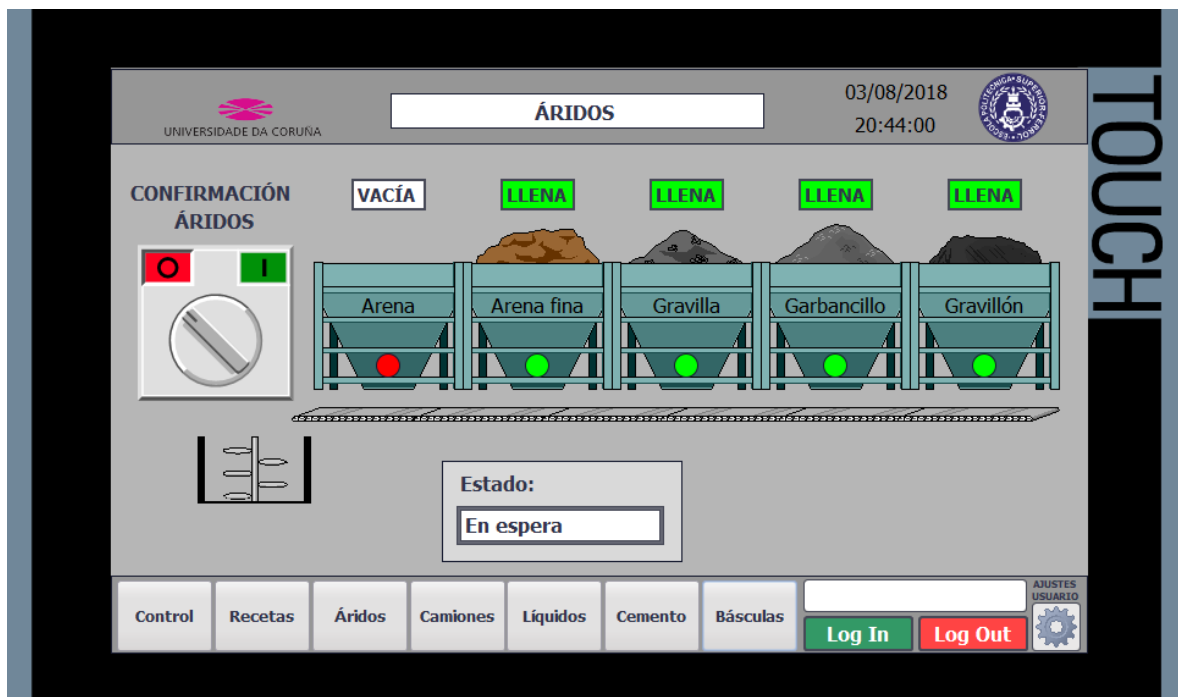 TOUCH
UNIVERSIDADE DA CORUÑA
ÁRIDOS
03/08/2018
20:44:00
CONFIRMACIÓN
ÁRIDOS
O I
VACÍA
LLENA
LLENA
LLENA
LLENA
Arena
Arena fina
Gravilla
Garbancillo
Gravillón
Estado:
En espera
Control
Recetas
Áridos
Camiones
Líquidos
Cemento
Básculas
Log In
Log Out
AJUSTES
USUARIO